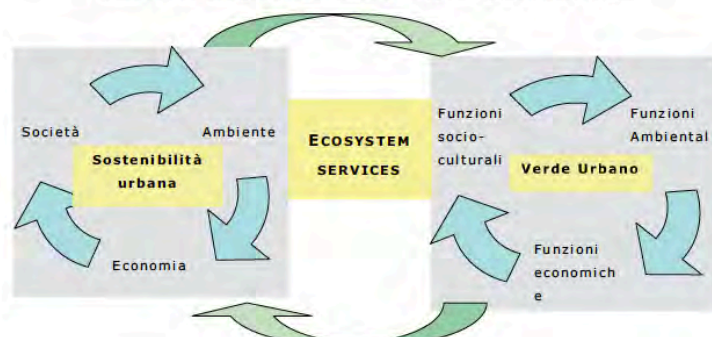 Società
Ambiente
Sostenibilità
urbana
Economia
ECOSYSTEM
SERVICES
Funzioni
socio-
culturali
Funzioni
Ambiental
Verde Urbano
Funzioni
economich
e